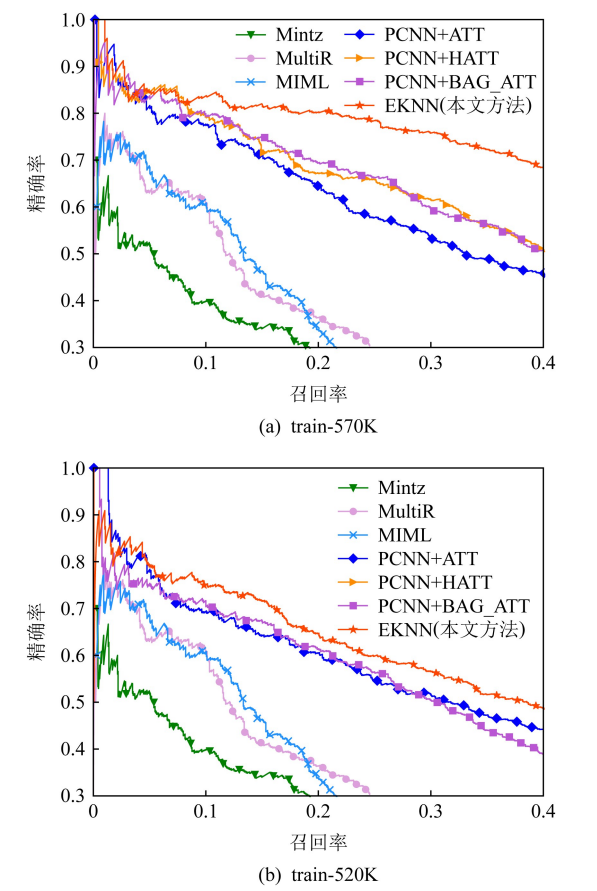 精确率
1.0
0.9
0.8
0.7
0.6
0.5
0.4
0.3
Mintz
MultiR
MIML
PCNN+ATT
PCNN+HATT
PCNN+BAG_ATT
EKNN(本文方法)
0 0.1 0.2 0.3 0.4
召回率
(a) train-570K
精确率
1.0
0.9
0.8
0.7
0.6
0.5
0.4
0.3
Mintz
MultiR
MIML
PCNN+ATT
PCNN+HATT
PCNN+BAG_ATT
EKNN(本文方法)
0 0.1 0.2 0.3 0.4
召回率
(b) train-520K